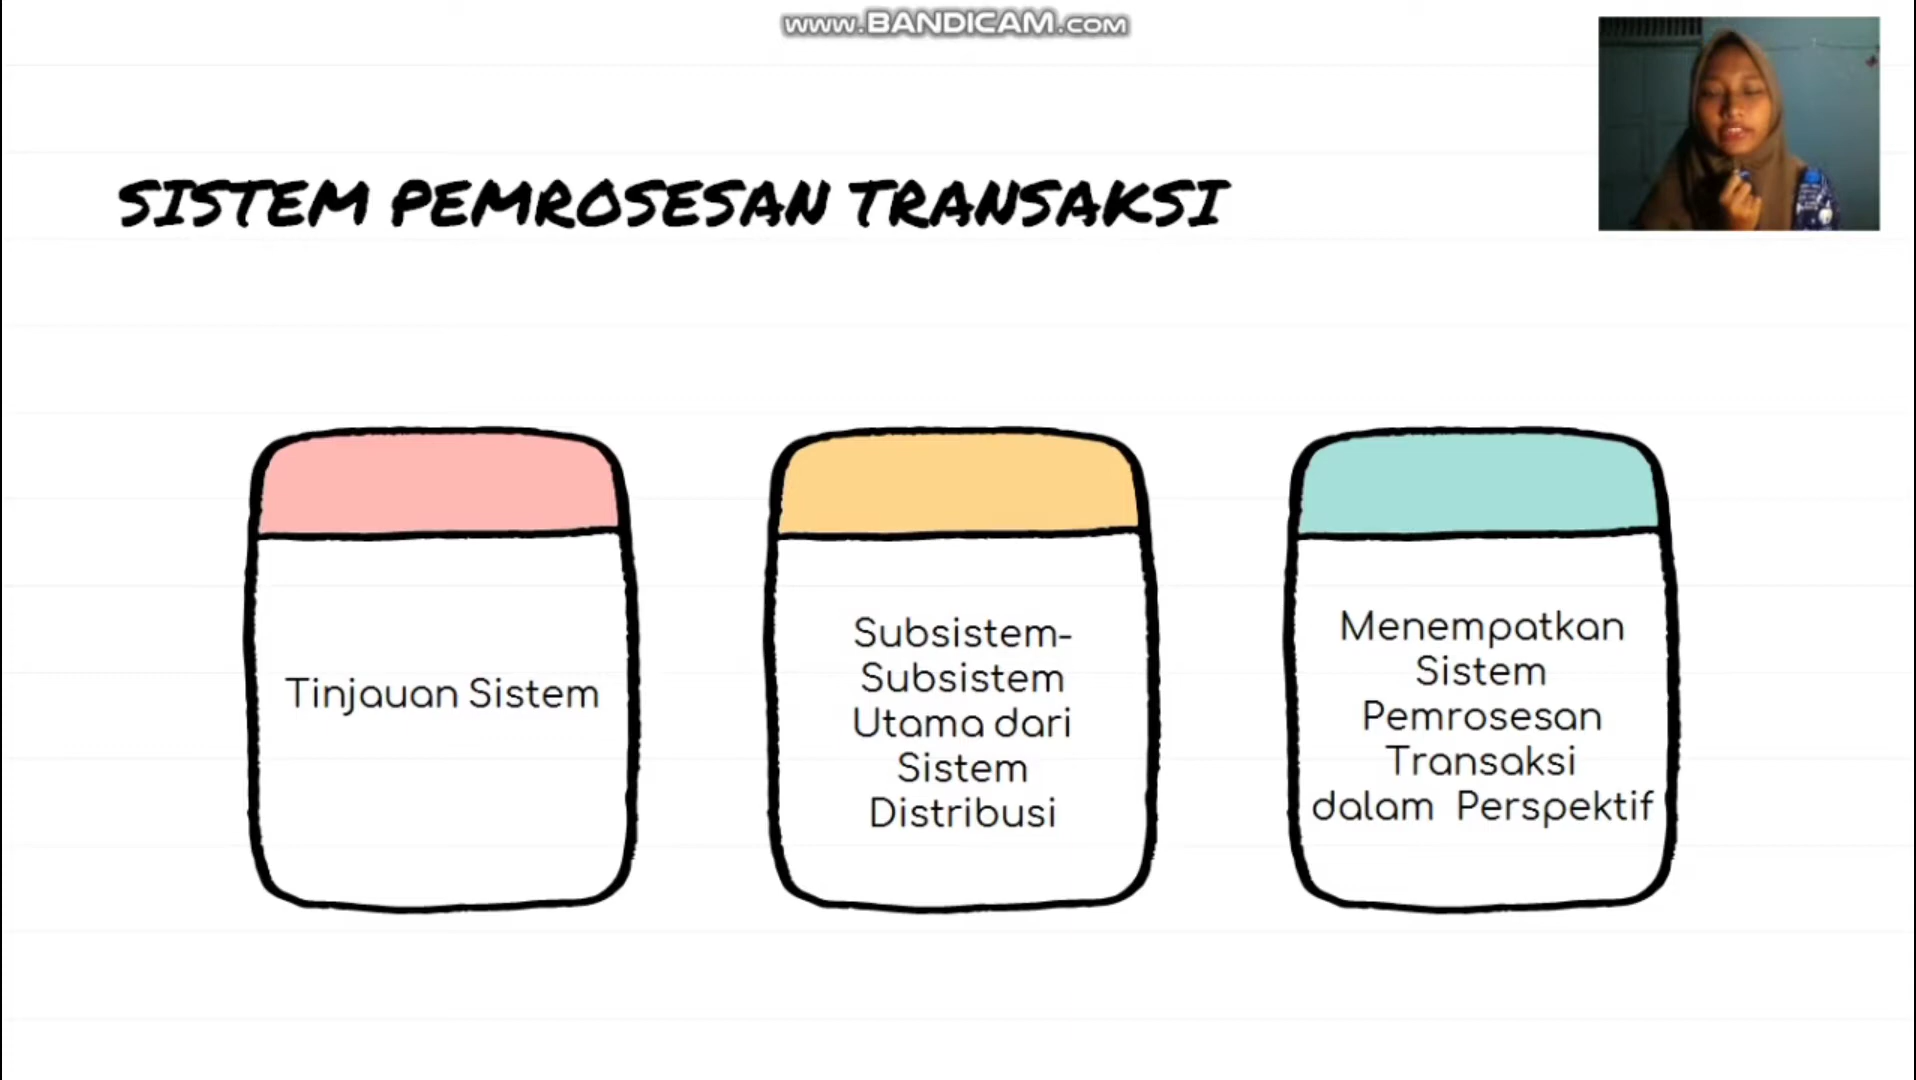 www.BANDICAM.com
SISTEM PEMROSESAN TRANSAKSI
Tinjauan Sistem
Subsistem-
Subsistem
Utama dari
Sistem
Distribusi
Menempatkan
Sistem
Pemrosesan
Transaksi
dalam Perspektif